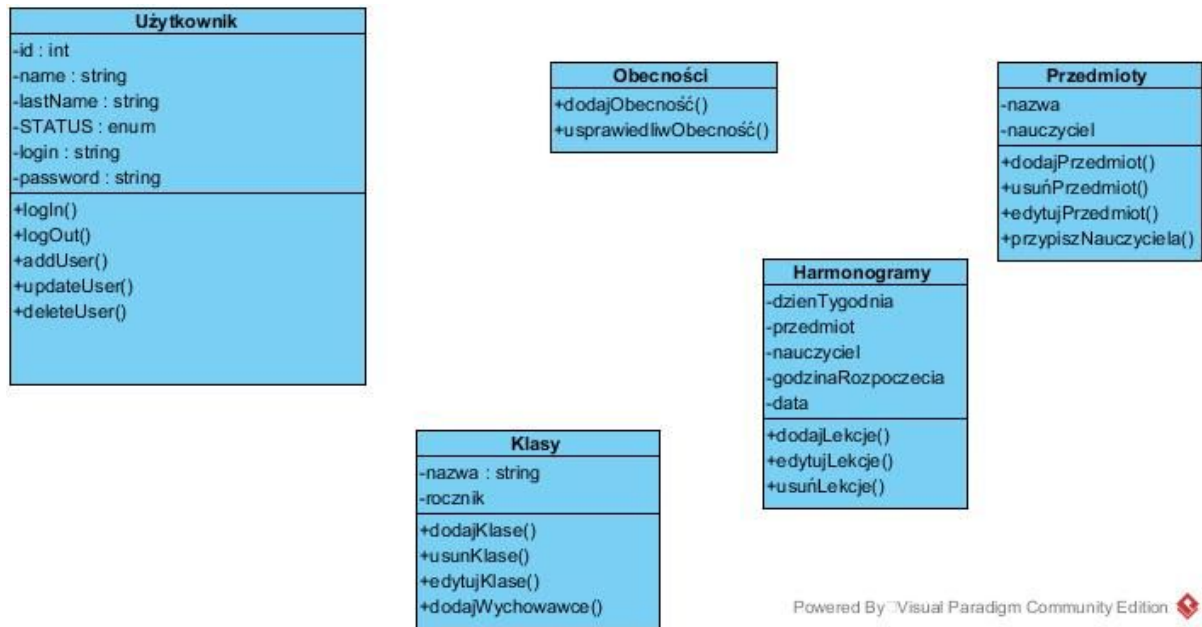 Użytkownik
-id : int
-name : string
-lastName : string
-STATUS : enum
-login : string
-password : string
+logIn()
+logOut()
+addUser()
+updateUser()
+deleteUser()
Obecności
+dodajObecność()
+usprawiedliwObecność()
Przedmioty
-nazwa
-nauczyciel
+dodajPrzedmiot()
+usuńPrzedmiot()
+edytujPrzedmiot()
+przypiszNauczyciela()
Harmonogramy
-dzienTygodnia
-przedmiot
-nauczyciel
-godzinaRozpoczecia
-data
+dodajLekcje()
+edytujLekcje()
+usuńLekcje()
Klasy
-nazwa : string
-rocznik
+dodajKlase()
+usunKlase()
+edytujKlase()
+dodajWychowawce()
Powered By Visual Paradigm Community Edition